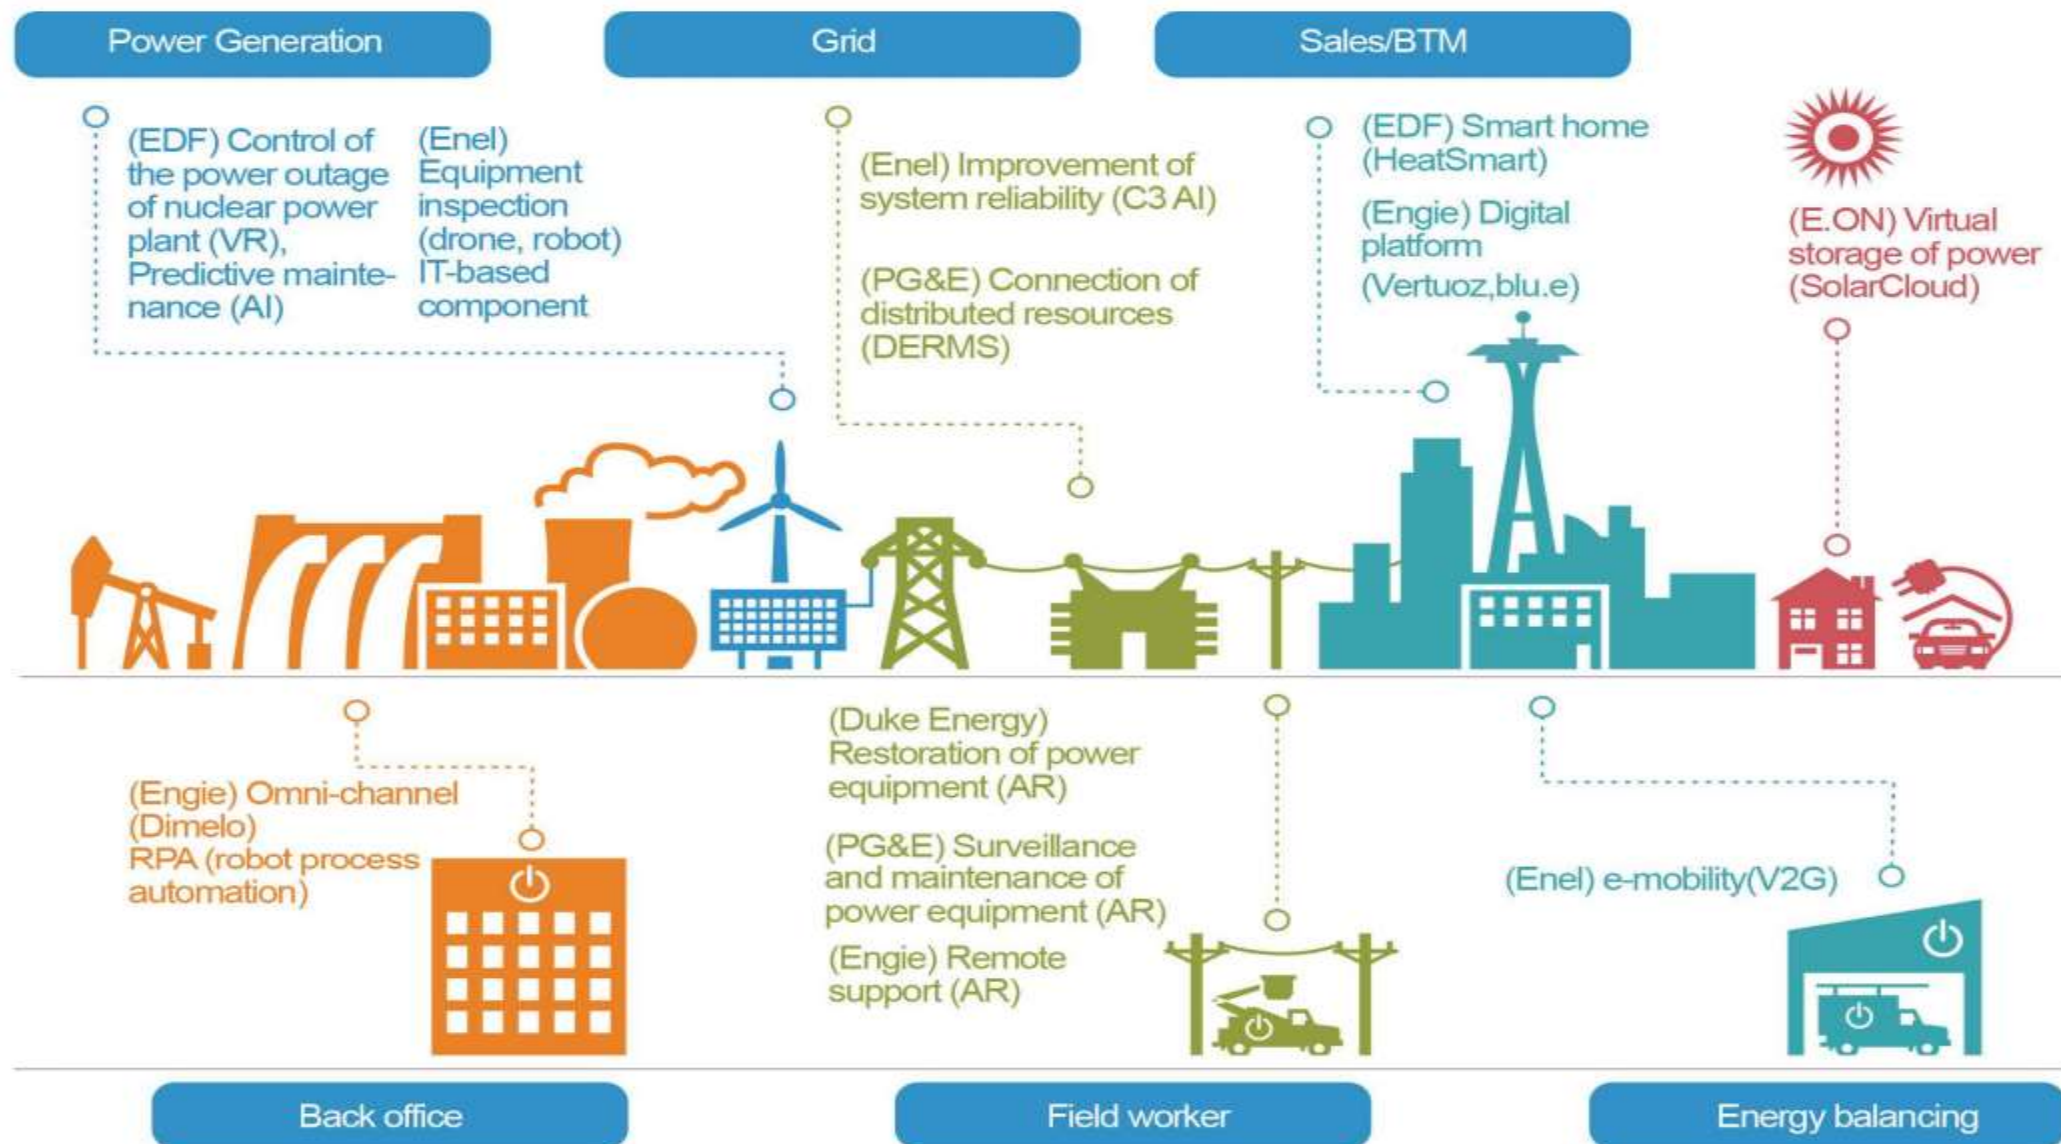 Power Generation
Grid
Sales/BTM
(EDF) Control of
the power outage
of nuclear power
plant (VR),
Predictive mainte-
nance (AI)
(Enel)
Equipment
inspection
(drone, robot)
IT-based
component
(Enel) Improvement of
system reliability (C3 AI)
(PG&E) Connection of
distributed resources
(DERMS)
(EDF) Smart home
(HeatSmart)
(Engie) Digital
platform
(Vertuoz,blu.e)
(E.ON) Virtual
storage of power
(SolarCloud)
(Engie) Omni-channel
(Dimelo)
RPA (robot process
automation)
(Duke Energy)
Restoration of power
equipment (AR)
(PG&E) Surveillance
and maintenance of
power equipment (AR)
(Engie) Remote
support (AR)
(Enel) e-mobility(V2G)
Back office
Field worker
Energy balancing